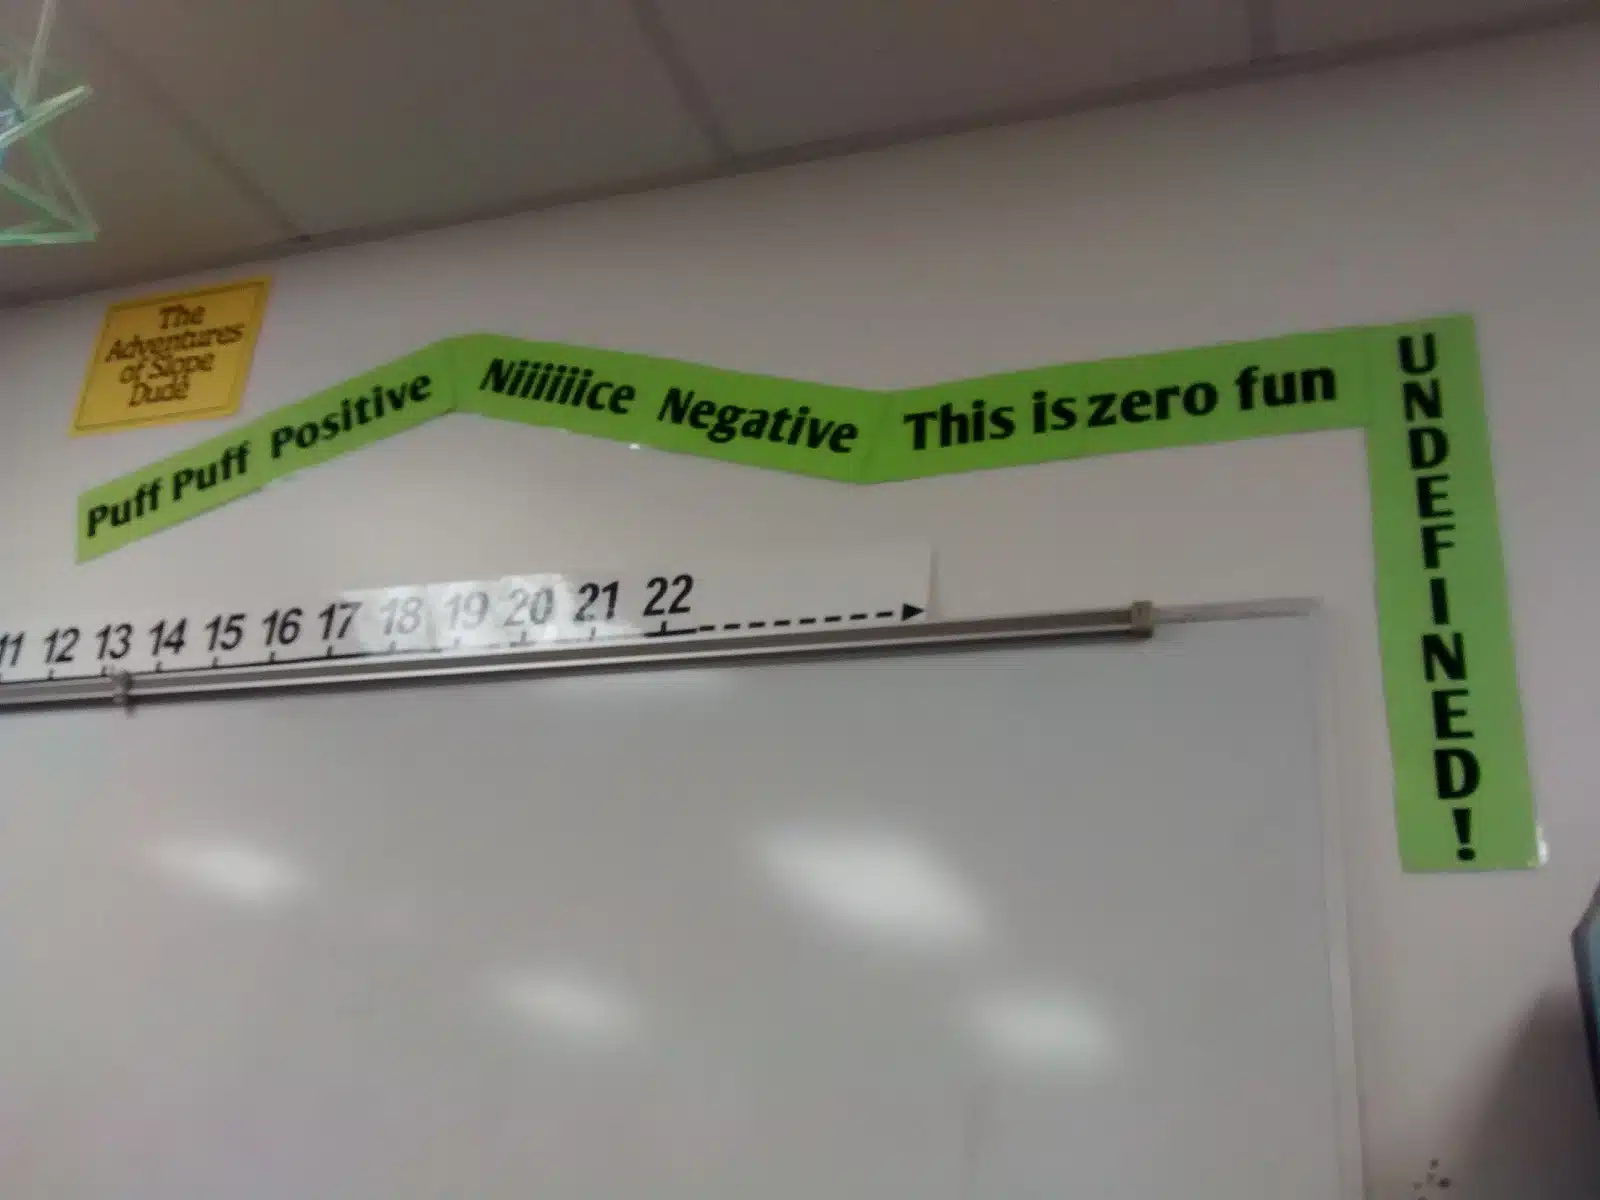 The
Adventures
of Slope
Dude
Puff Puff Positive
Niiiiiice Negative
This is zero fun
UNDEFINED!
11 12 13 14 15 16 17 18 19 20 21 22